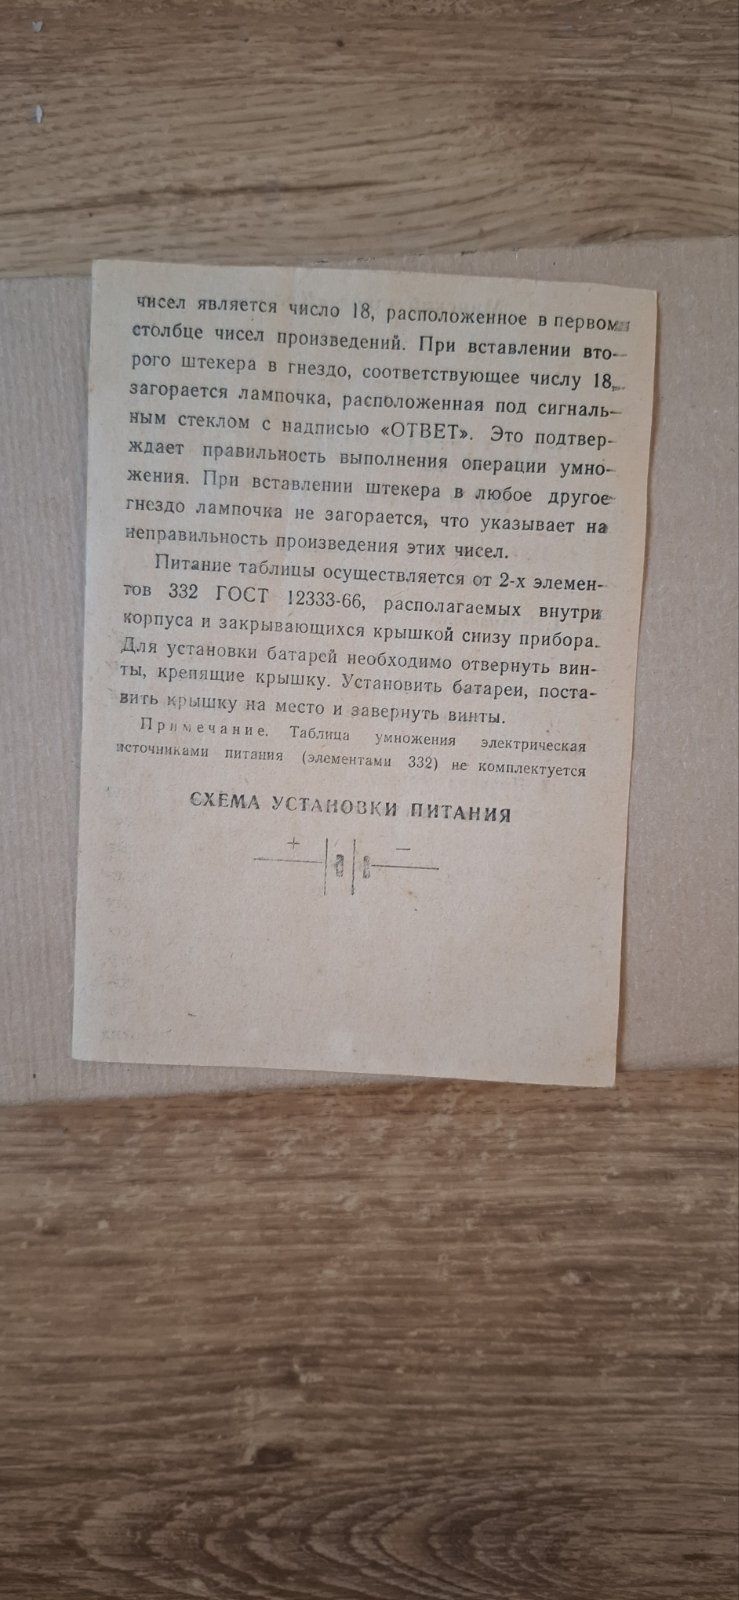 чисел является число 18, расположенное в первом
столбце чисел произведений. При вставлении вто-
рого штекера в гнездо, соответствующее числу 18,
загорается лампочка, расположенная под сигналь-
ным стеклом с надписью «ОТВЕТ». Это подтвер-
ждает правильность выполнения операции умно-
жения. При вставлении штекера в любое другое
гнездо лампочка не загорается, что указывает на
неправильность произведения этих чисел.
Питание таблицы осуществляется от 2-х элемен-
тов 332 ГОСТ 12333-66, располагаемых внутри
корпуса и закрывающихся крышкой снизу прибора.
Для установки батарей необходимо отвернуть вин-
ты, крепящие крышку. Установить батареи, поста-
вить крышку на место и завернуть винты.
Примечание. Таблица умножения электрическая
источниками питания (элементами 332) не комплектуется
СХЕМА УСТАНОВКИ ПИТАНИЯ
+ −